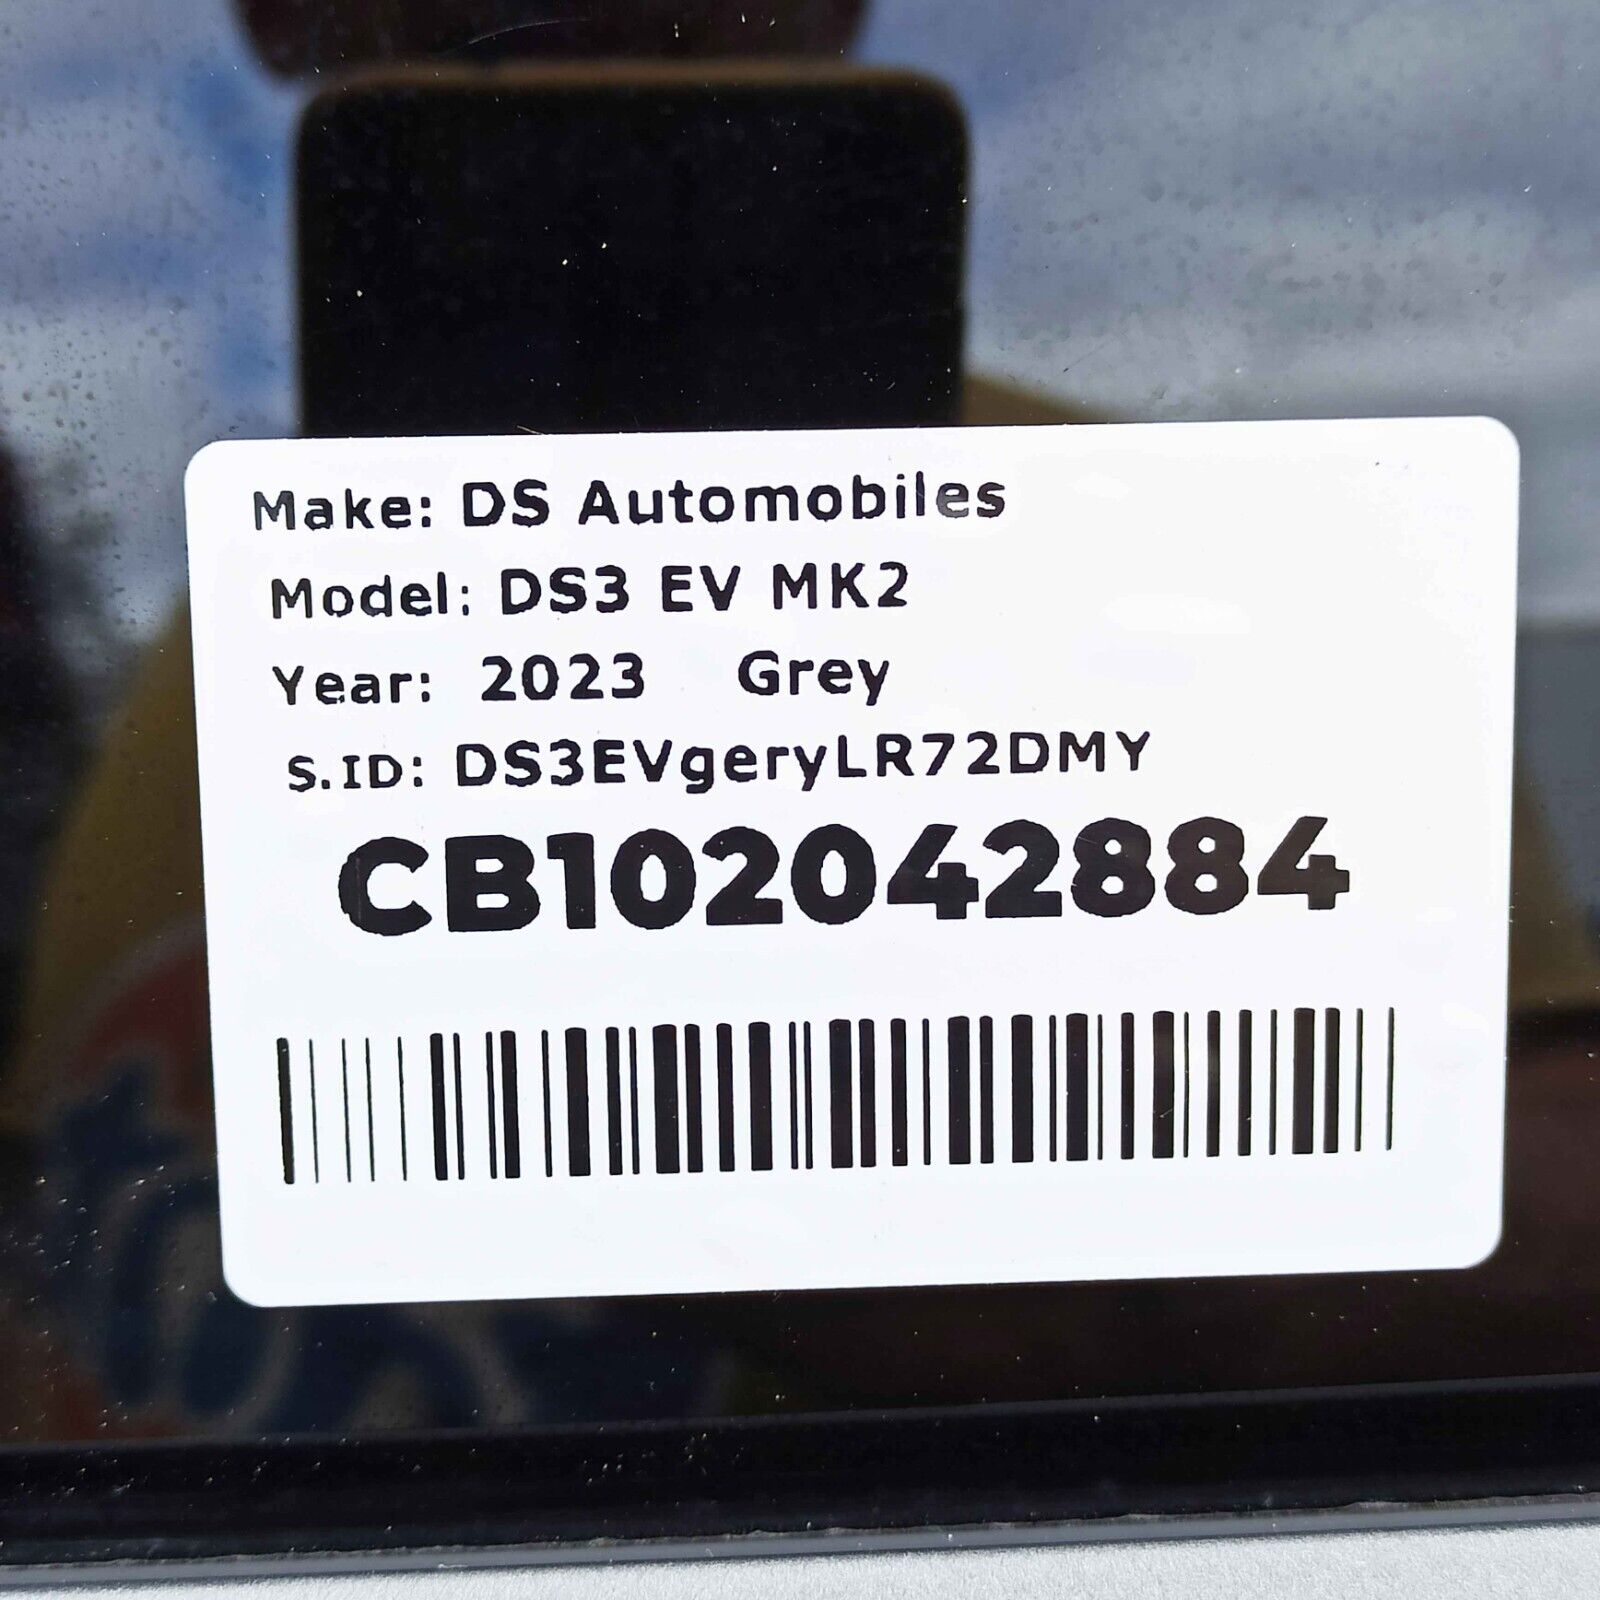 Make: DS Automobiles
Model: DS3 EV MK2
Year: 2023 Grey
S.ID: DS3EVgeryLR72DMY
CB102042884